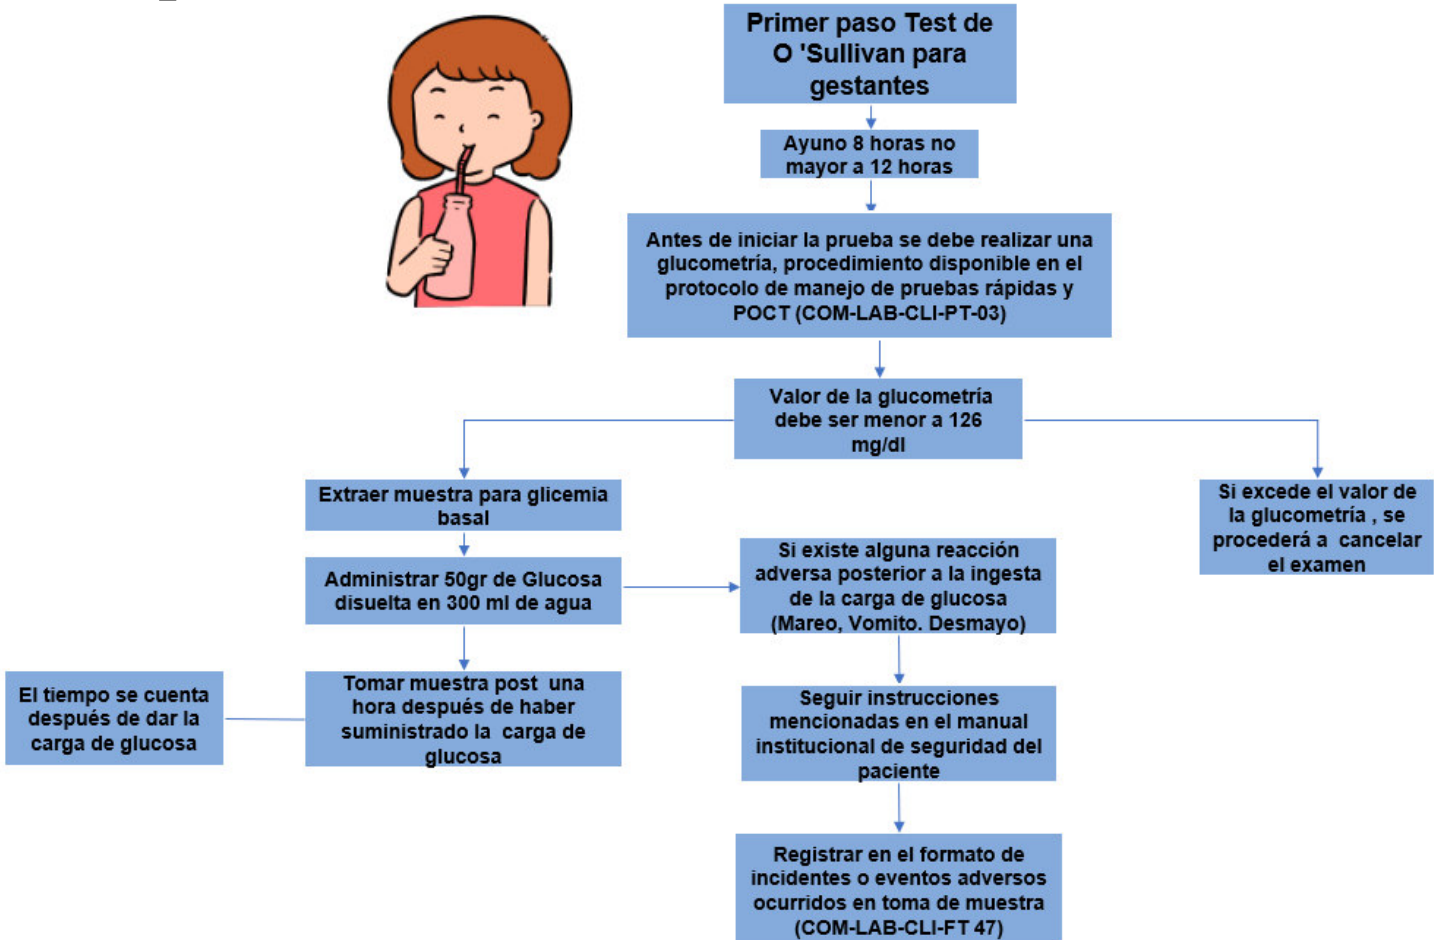 Primer paso Test de
O 'Sullivan para
gestantes
Ayuno 8 horas no
mayor a 12 horas
Antes de iniciar la prueba se debe realizar una
glucometría, procedimiento disponible en el
protocolo de manejo de pruebas rápidas y
POCT (COM-LAB-CLI-PT-03)
Valor de la glucometría
debe ser menor a 126
mg/dl
Extraer muestra para glicemia
basal
Si excede el valor de
la glucometría , se
procederá a cancelar
el examen
Administrar 50gr de Glucosa
disuelta en 300 ml de agua
Si existe alguna reacción
adversa posterior a la ingesta
de la carga de glucosa
(Mareo, Vomito. Desmayo)
El tiempo se cuenta
después de dar la
carga de glucosa
Tomar muestra post una
hora después de haber
suministrado la carga de
glucosa
Seguir instrucciones
mencionadas en el manual
institucional de seguridad del
paciente
Registrar en el formato de
incidentes o eventos adversos
ocurridos en toma de muestra
(COM-LAB-CLI-FT 47)